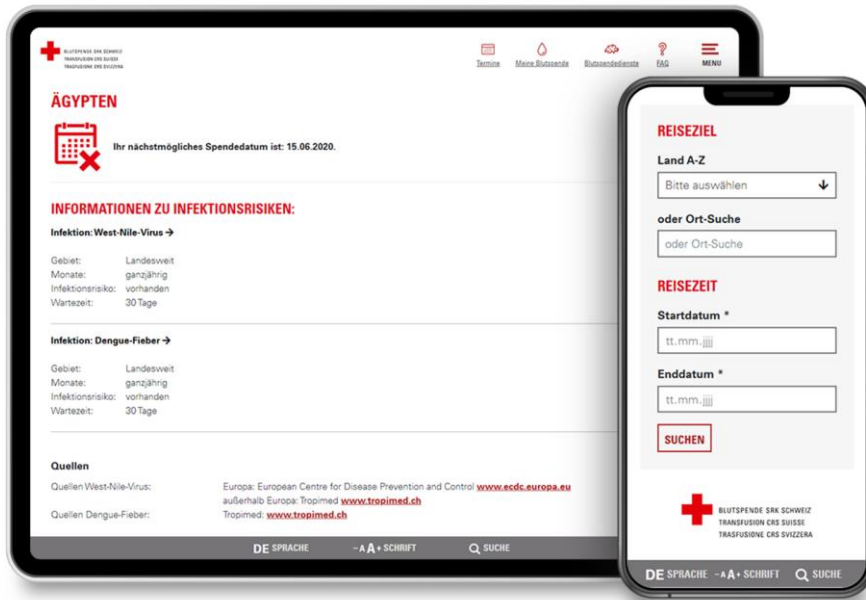 BLUTSPENDE SRK SCHWEIZ
TRANSFUSION CRS SUISSE
TRASFUSIONE CRS SVIZZERA
Termine
Meine Blutspende
Blutspendedienste
FAQ
MENU
ÄGYPTEN
Ihr nächstmögliches Spendedatum ist: 15.06.2020.
INFORMATIONEN ZU INFEKTIONSRISIKEN:
Infektion: West-Nile-Virus →
Gebiet: Landesweit
Monate: ganzjährig
Infektionsrisiko: vorhanden
Wartezeit: 30 Tage
Infektion: Dengue-Fieber →
Gebiet: Landesweit
Monate: ganzjährig
Infektionsrisiko: vorhanden
Wartezeit: 30 Tage
Quellen
Quellen West-Nile-Virus: Europa: European Centre for Disease Prevention and Control www.ecdc.europa.eu
außerhalb Europa: Tropimed www.tropimed.ch
Quellen Dengue-Fieber: Tropimed: www.tropimed.ch
DE SPRACHE -AA+ SCHRIFT SUCHE
REISEZIEL
Land A-Z
Bitte auswählen
oder Ort-Suche
oder Ort-Suche
REISEZEIT
Startdatum *
tt.mm.jjjj
Enddatum *
tt.mm.jjjj
SUCHEN
BLUTSPENDE SRK SCHWEIZ
TRANSFUSION CRS SUISSE
TRASFUSIONE CRS SVIZZERA
DE SPRACHE -AA+ SCHRIFT SUCHE